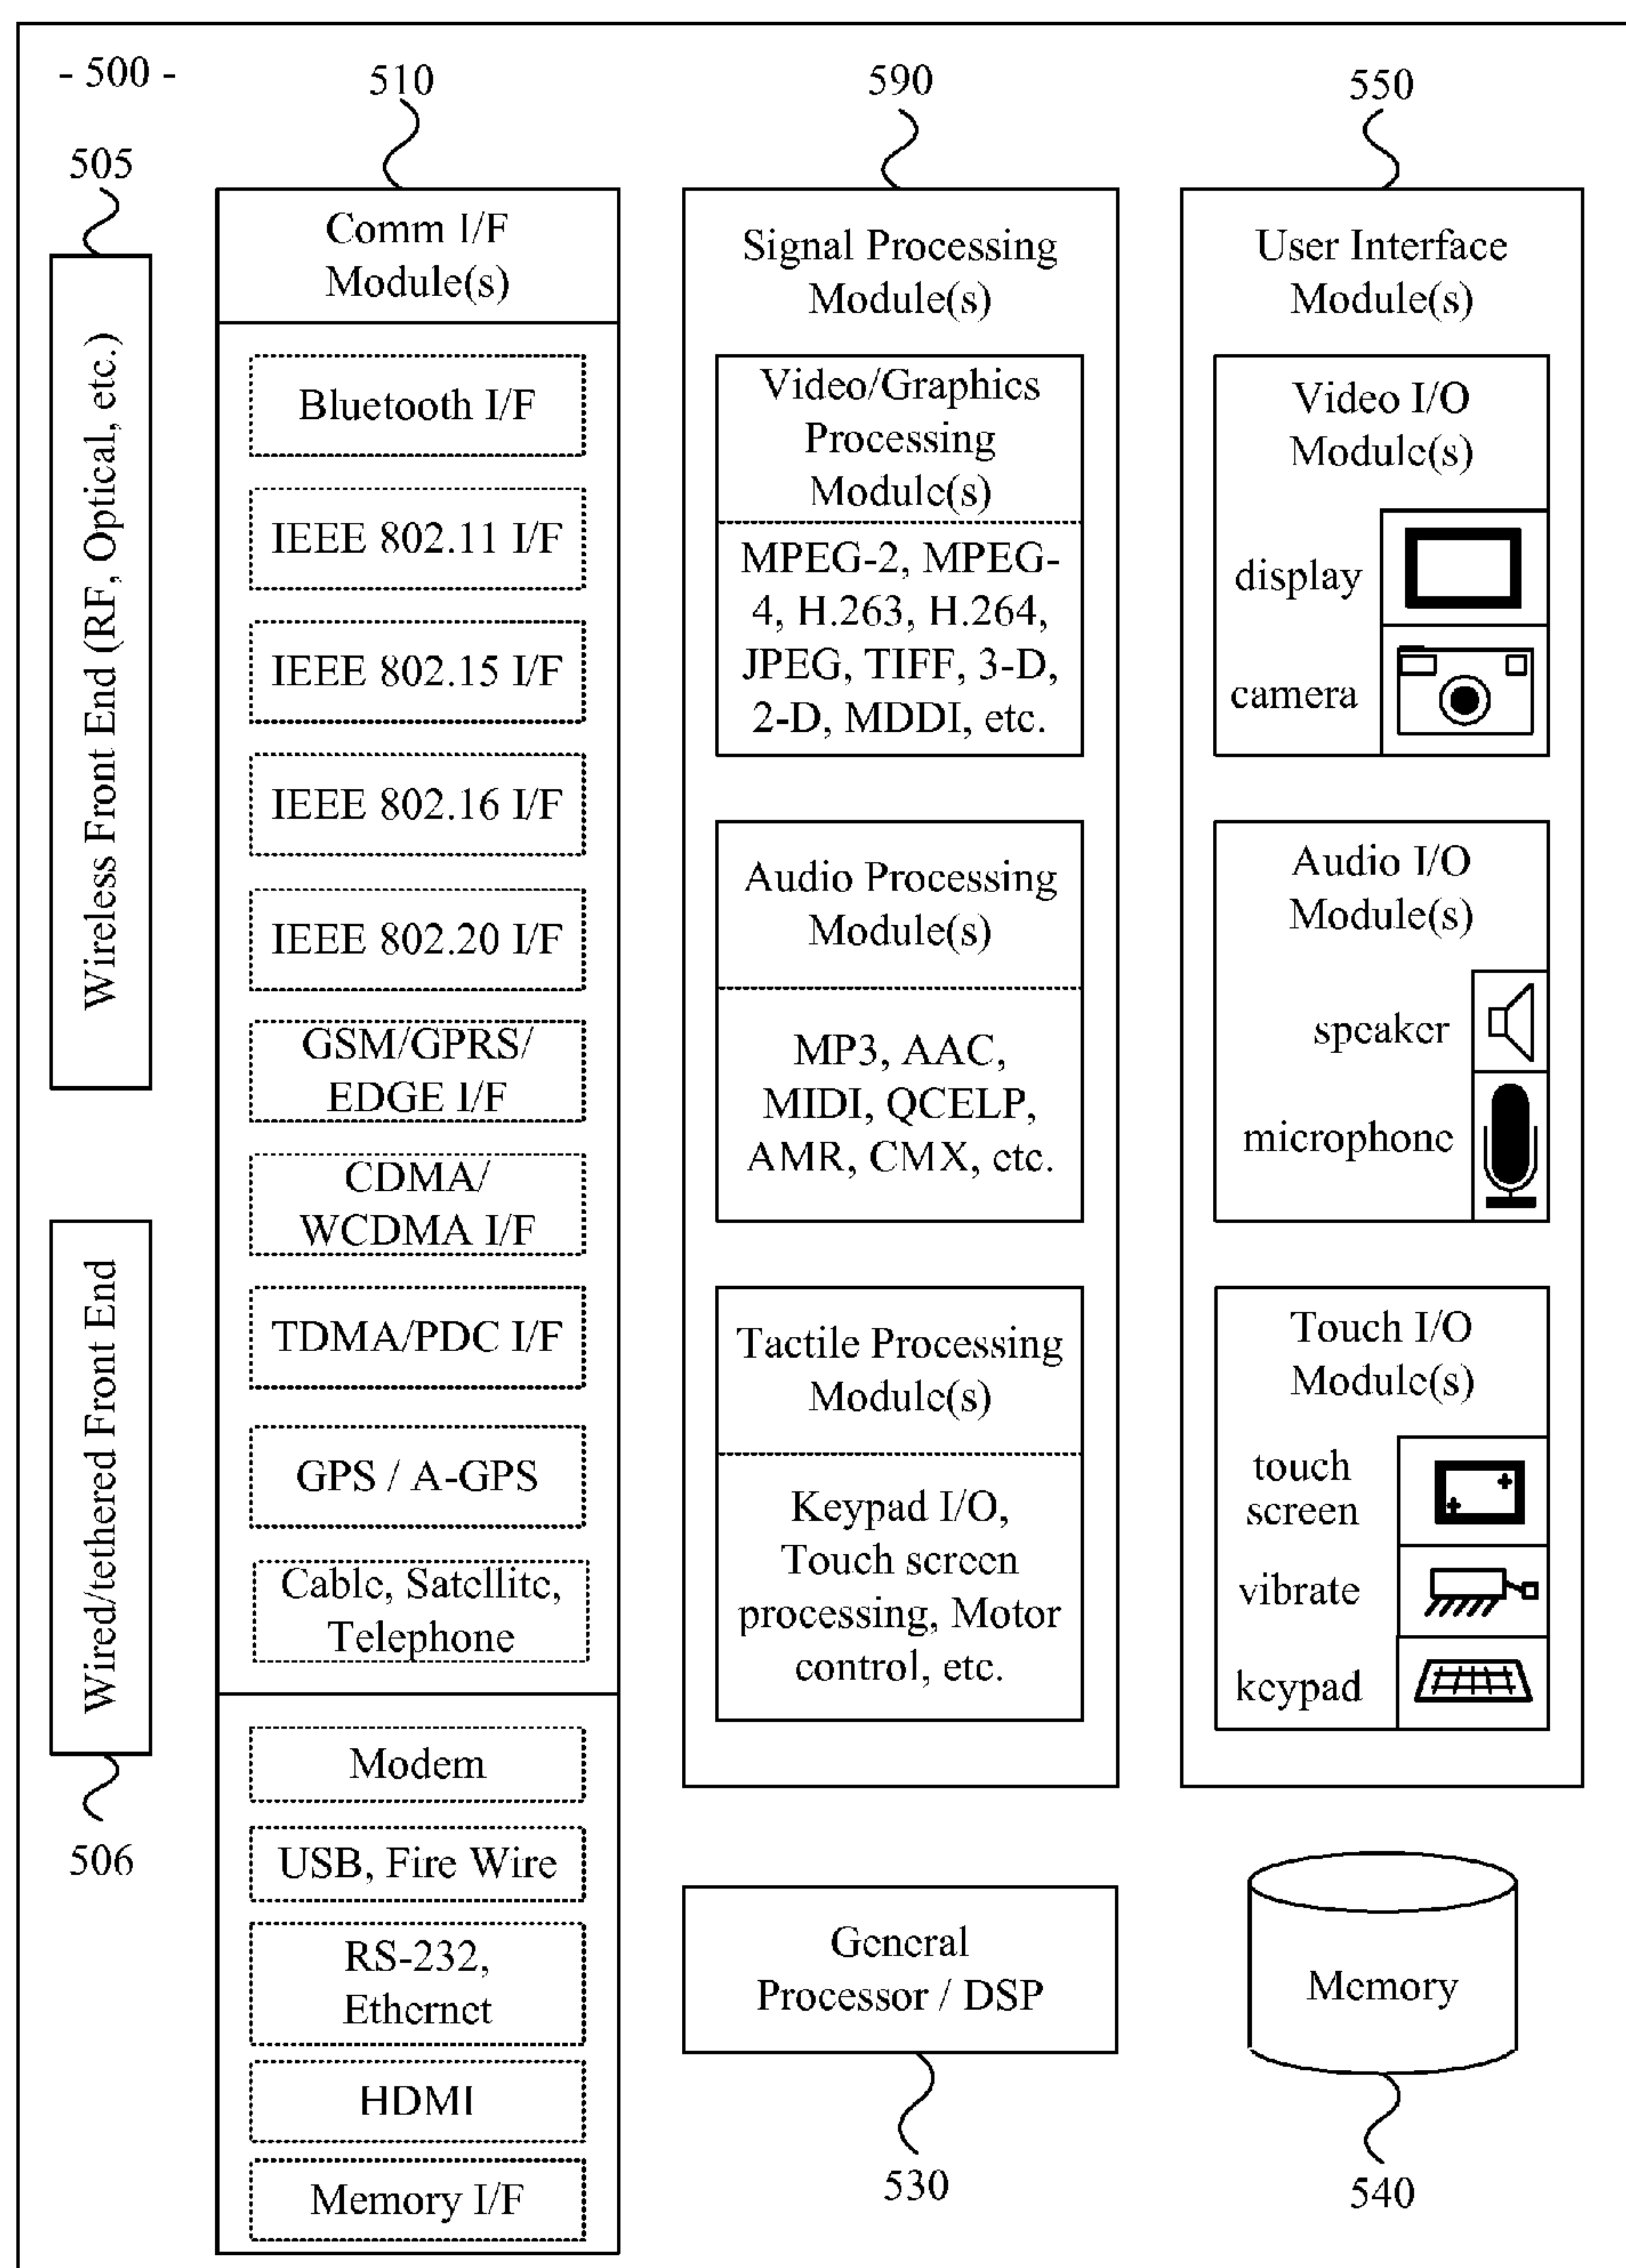 - 500 -
505
Wireless Front End (RF, Optical, etc.)
Wired/tethered Front End
506
510
Comm I/F
Module(s)
Bluetooth I/F
IEEE 802.11 I/F
IEEE 802.15 I/F
IEEE 802.16 I/F
IEEE 802.20 I/F
GSM/GPRS/
EDGE I/F
CDMA/
WCDMA I/F
TDMA/PDC I/F
GPS / A-GPS
Cable, Satellite,
Telephone
Modem
USB, Fire Wire
RS-232,
Ethernet
HDMI
Memory I/F
590
Signal Processing
Module(s)
Video/Graphics
Processing
Module(s)
MPEG-2, MPEG-
4, H.263, H.264,
JPEG, TIFF, 3-D,
2-D, MDDI, etc.
Audio Processing
Module(s)
MP3, AAC,
MIDI, QCELP,
AMR, CMX, etc.
Tactile Processing
Module(s)
Keypad I/O,
Touch screen
processing, Motor
control, etc.
General
Processor / DSP
530
550
User Interface
Module(s)
Video I/O
Module(s)
display
camera
Audio I/O
Module(s)
speaker
microphone
Touch I/O
Module(s)
touch
screen
vibrate
keypad
Memory
540